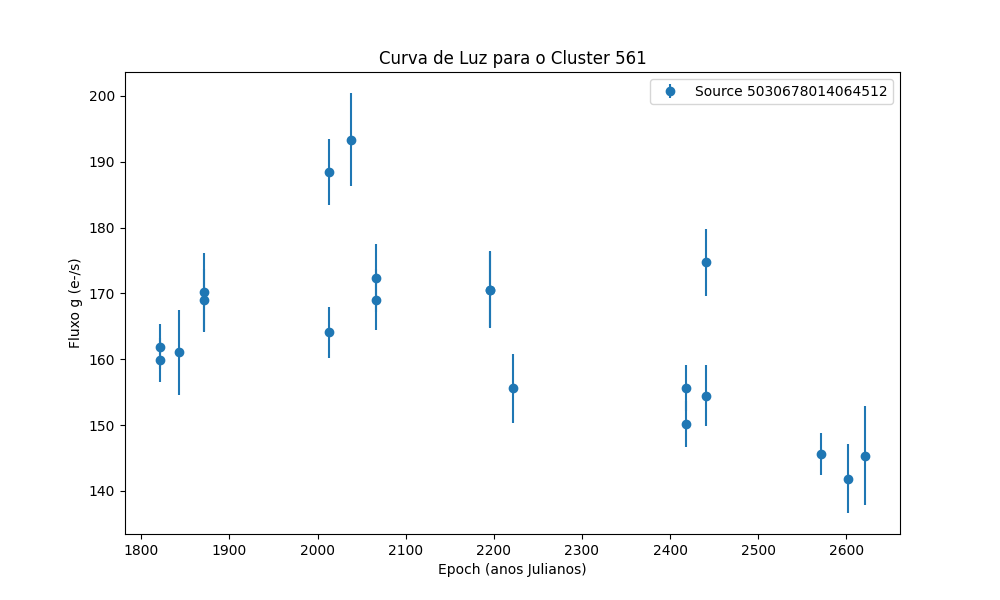 Curva de Luz para o Cluster 561
Source 5030678014064512
Fluxo g (e-/s)
200
190
180
170
160
150
140
1800 1900 2000 2100 2200 2300 2400 2500 2600
Epoch (anos Julianos)